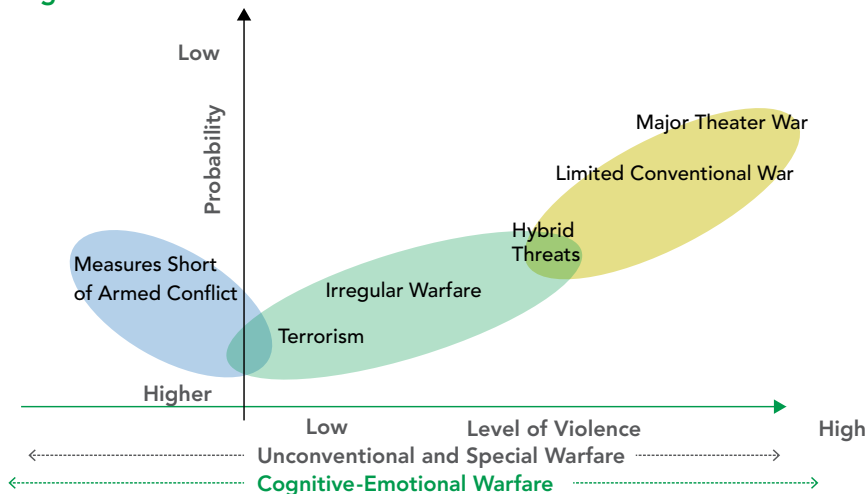 Low
Probability
Major Theater War
Limited Conventional War
Hybrid
Threats
Measures Short
of Armed Conflict
Irregular Warfare
Terrorism
Higher
Low
Level of Violence
High
Unconventional and Special Warfare
Cognitive-Emotional Warfare